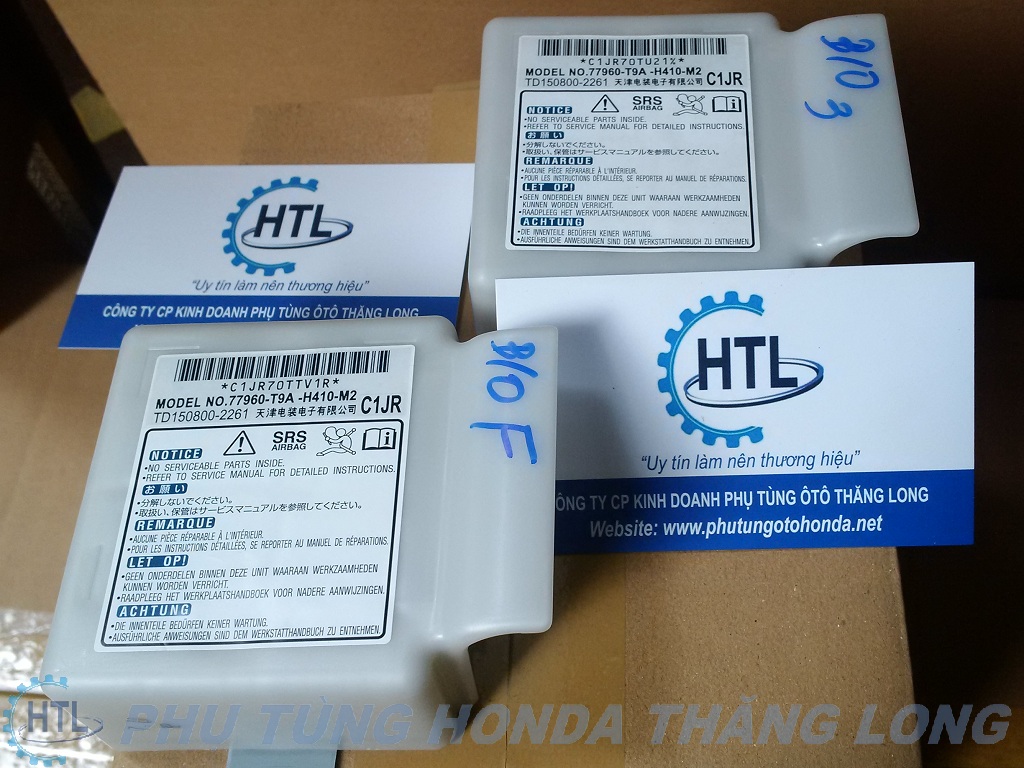 *C1JR70TU21%*
MODEL NO.77960-T9A -H410-M2
TD150800-2261 天津电装电子有限公司 C1JR
NOTICE SRS AIRBAG
•NO SERVICEABLE PARTS INSIDE.
•REFER TO SERVICE MANUAL FOR DETAILED INSTRUCTIONS.
お願い
•分解しないでください。
•取扱い、保管はサービスマニュアルを参照してください。
REMARQUE
•AUCUNE PIÈCE RÉPARABLE À L'INTÉRIEUR.
•POUR LES INSTRUCTIONS DÉTAILLÉES, SE REPORTER AU MANUEL DE RÉPARATIONS.
LET OP!
•GEEN ONDERDELEN BINNEN DEZE UNIT WAARAAN WERKZAAMHEDEN
KUNNEN WORDEN VERRICHT.
•RAADPLEEG HET WERKPLAATSHANDBOEK VOOR NADERE AANWIJZINGEN.
ACHTUNG
•DIE INNENTEILE BEDÜRFEN KEINER WARTUNG.
•AUSFÜHRLICHE ANWEISUNGEN SIND DEM WERKSTATTHANDBUCH ZU ENTNEHMEN.
HTL
"Uy tín làm nên thương hiệu"
CÔNG TY CP KINH DOANH PHỤ TÙNG ÔTÔ THĂNG LONG
*C1JR70TTV1R*
MODEL NO.77960-T9A -H410-M2
TD150800-2261 天津电装电子有限公司 C1JR
NOTICE SRS AIRBAG
•NO SERVICEABLE PARTS INSIDE.
•REFER TO SERVICE MANUAL FOR DETAILED INSTRUCTIONS.
お願い
•分解しないでください。
•取扱い、保管はサービスマニュアルを参照してください。
REMARQUE
•AUCUNE PIÈCE RÉPARABLE À L'INTÉRIEUR.
•POUR LES INSTRUCTIONS DÉTAILLÉES, SE REPORTER AU MANUEL DE RÉPARATIONS.
LET OP!
•GEEN ONDERDELEN BINNEN DEZE UNIT WAARAAN WERKZAAMHEDEN
KUNNEN WORDEN VERRICHT.
•RAADPLEEG HET WERKPLAATSHANDBOEK VOOR NADERE AANWIJZINGEN.
ACHTUNG
•DIE INNENTEILE BEDÜRFEN KEINER WARTUNG.
•AUSFÜHRLICHE ANWEISUNGEN SIND DEM WERKSTATTHANDBUCH ZU ENTNEHMEN.
HTL
"Uy tín làm nên thương hiệu"
CÔNG TY CP KINH DOANH PHỤ TÙNG ÔTÔ THĂNG LONG
Website: www.phutungotohonda.net
HTL PHU TÙNG HONDA THĂNG LONG